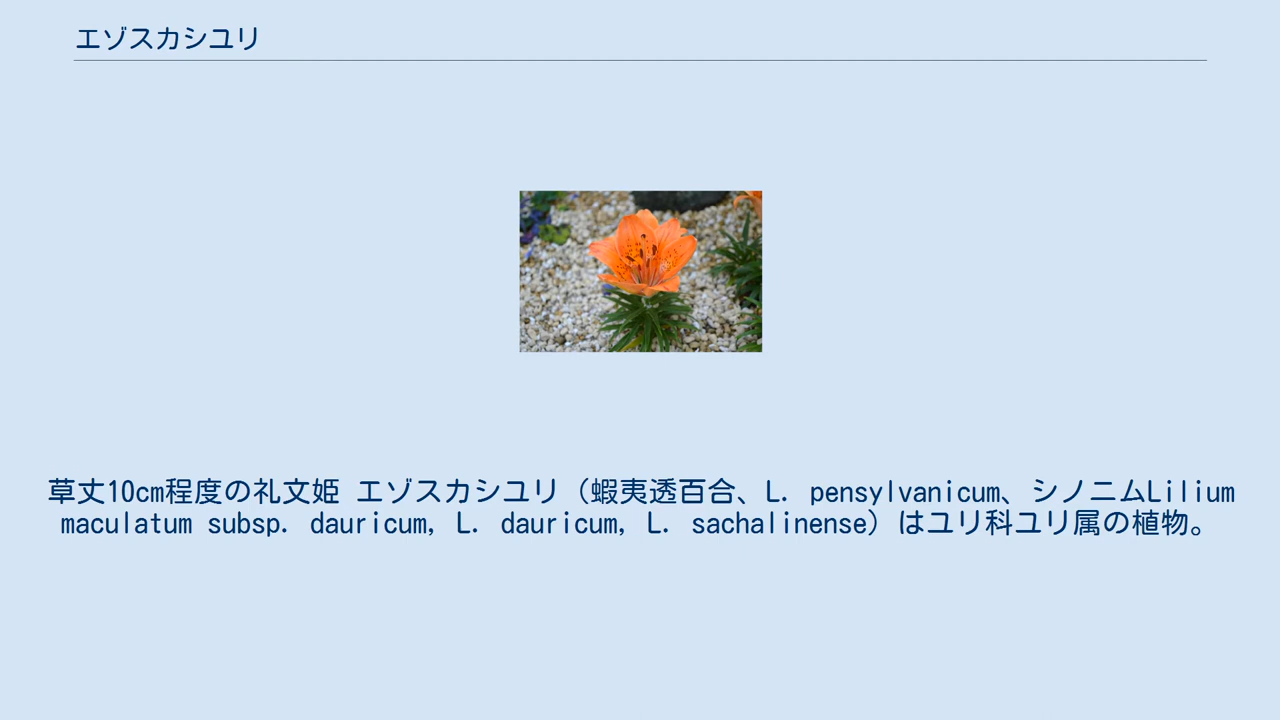 エゾスカシユリ
草丈10cm程度の礼文姫 エゾスカシユリ（蝦夷透百合、L. pensylvanicum、シノニムLilium
maculatum subsp. dauricum, L. dauricum, L. sachalinense）はユリ科ユリ属の植物。